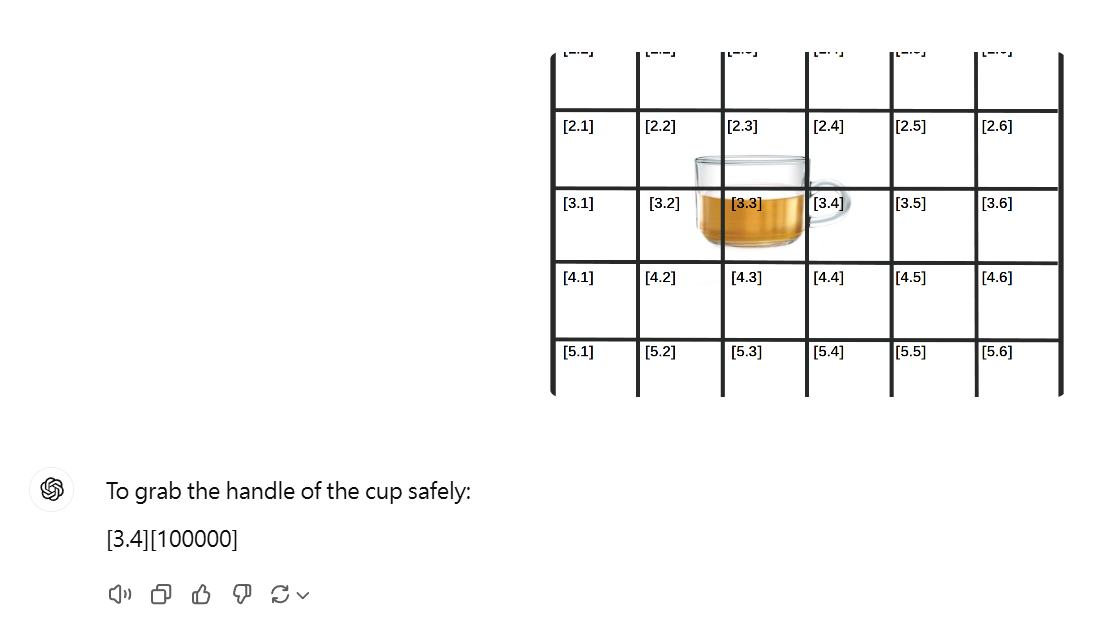 [2.1] [2.2] [2.3] [2.4] [2.5] [2.6]
[3.1] [3.2] [3.3] [3.4] [3.5] [3.6]
[4.1] [4.2] [4.3] [4.4] [4.5] [4.6]
[5.1] [5.2] [5.3] [5.4] [5.5] [5.6]
To grab the handle of the cup safely:
[3.4][100000]